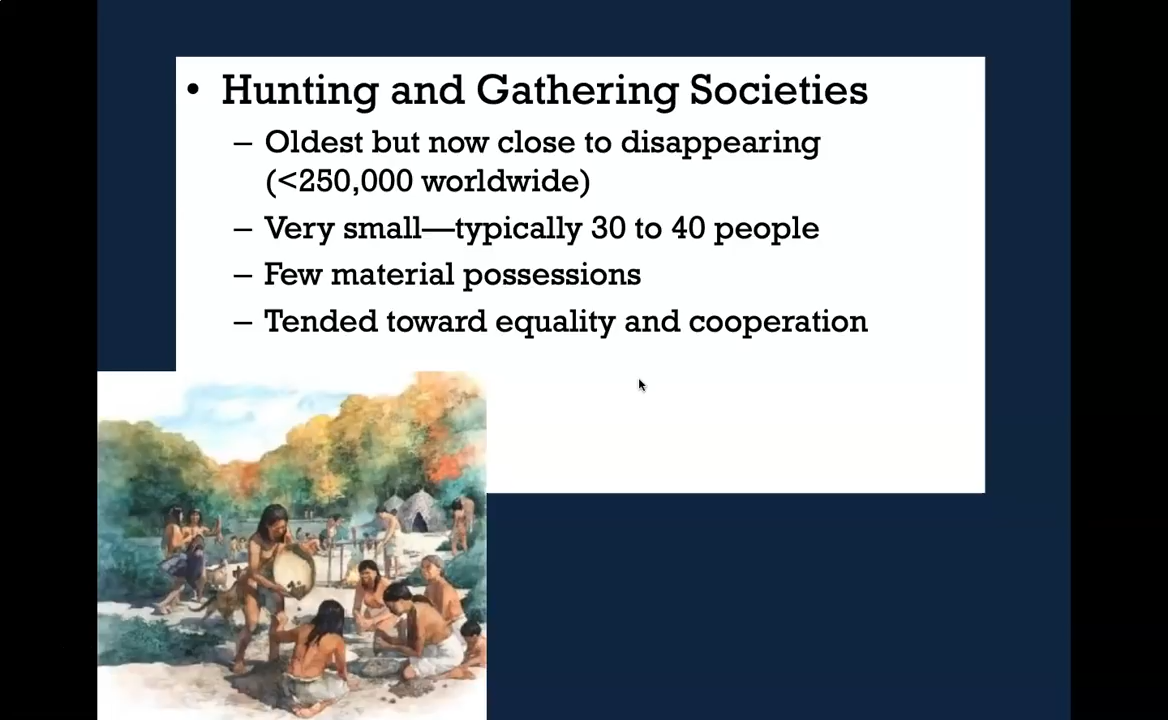 • Hunting and Gathering Societies
– Oldest but now close to disappearing
(<250,000 worldwide)
– Very small—typically 30 to 40 people
– Few material possessions
– Tended toward equality and cooperation